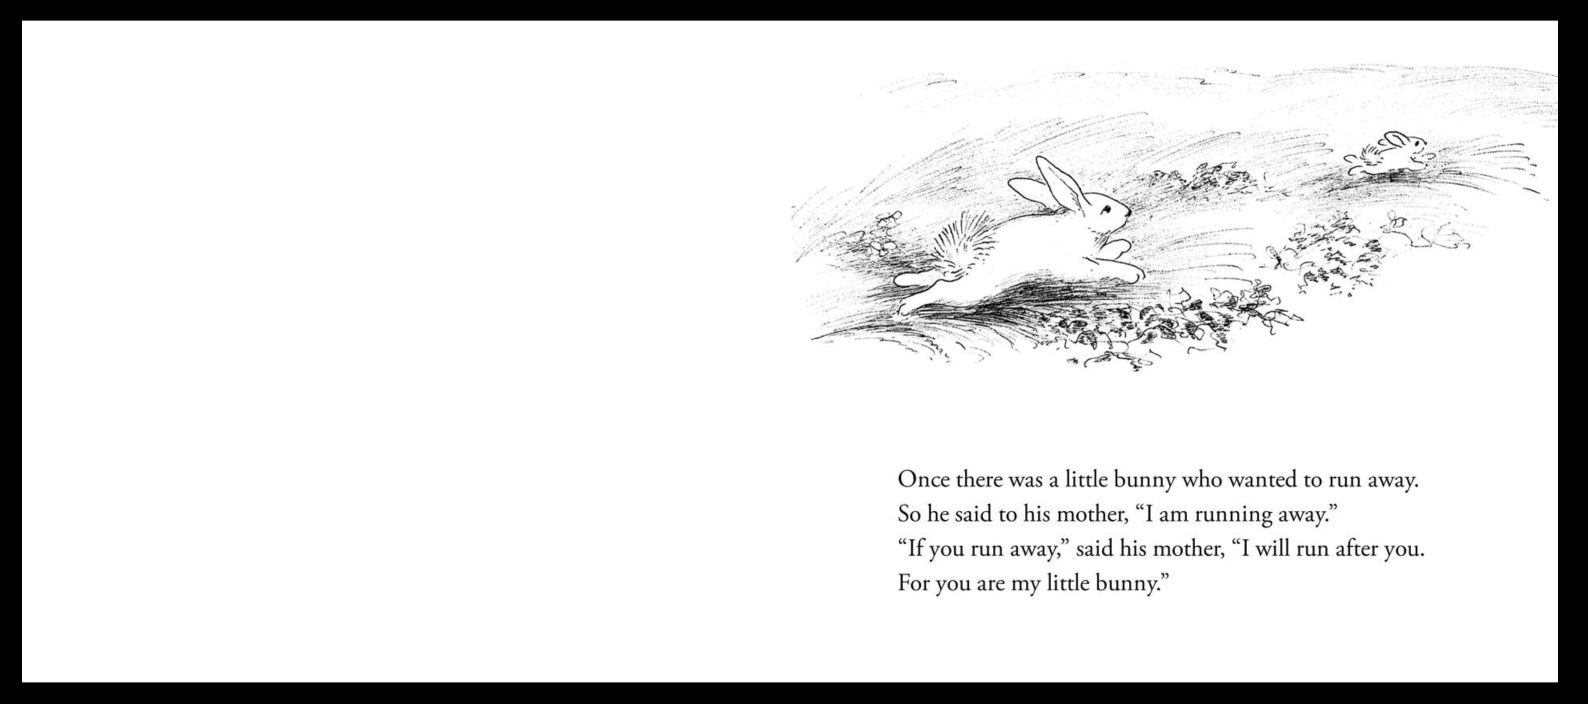 Once there was a little bunny who wanted to run away.
So he said to his mother, “I am running away.”
“If you run away,” said his mother, “I will run after you.
For you are my little bunny.”